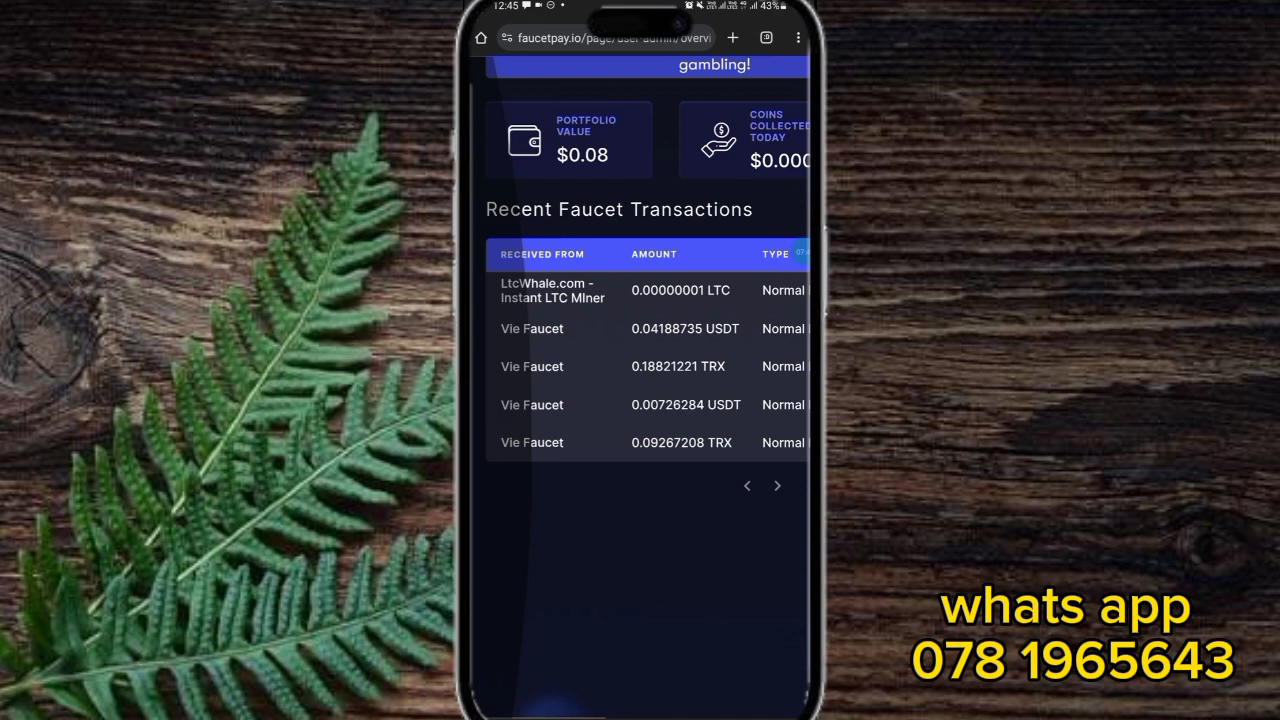 12:45
43%
faucetpay.io/page/user-admin/overvi
gambling!
PORTFOLIO
VALUE
$0.08
COINS
COLLECTED
TODAY
$0.000
Recent Faucet Transactions
RECEIVED FROM AMOUNT TYPE
LtcWhale.com -
Instant LTC MIner
0.00000001 LTC
Normal
Vie Faucet 0.04188735 USDT Normal
Vie Faucet 0.18821221 TRX Normal
Vie Faucet 0.00726284 USDT Normal
Vie Faucet 0.09267208 TRX Normal
whats app
078 1965643